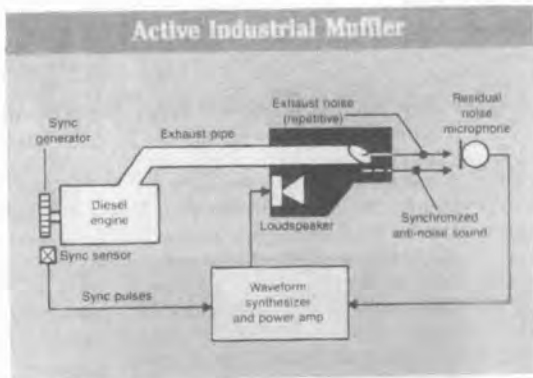 Active Industrial Muffler
Sync
generator
Exhaust pipe
Exhaust noise
(repetitive)
Residual
noise
microphone
Diesel
engine
Loudspeaker
Synchronized
anti-noise sound
Sync sensor
Sync pulses
Waveform
synthesizer
and power amp